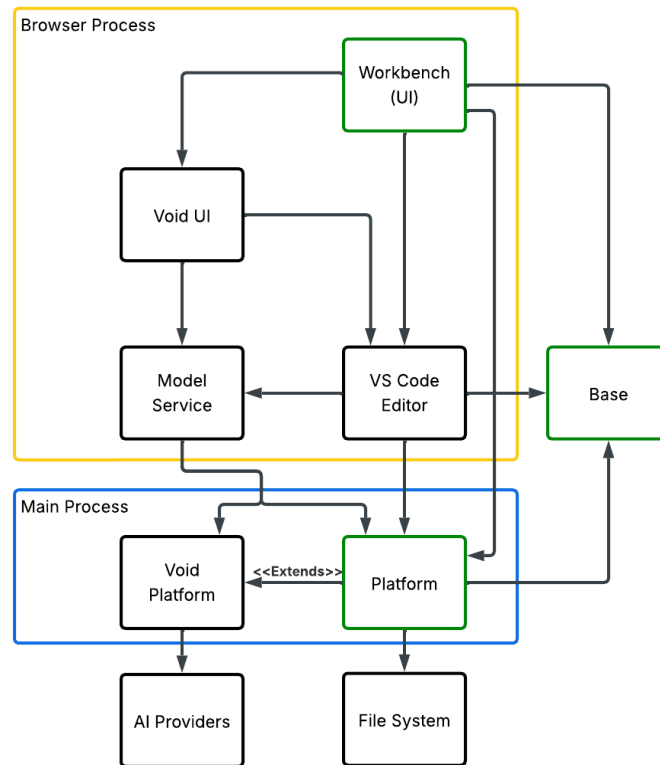 Browser Process
Workbench
(UI)
Void UI
Model
Service
VS Code
Editor
Base
Main Process
Void
Platform
<<Extends>>
Platform
AI Providers
File System